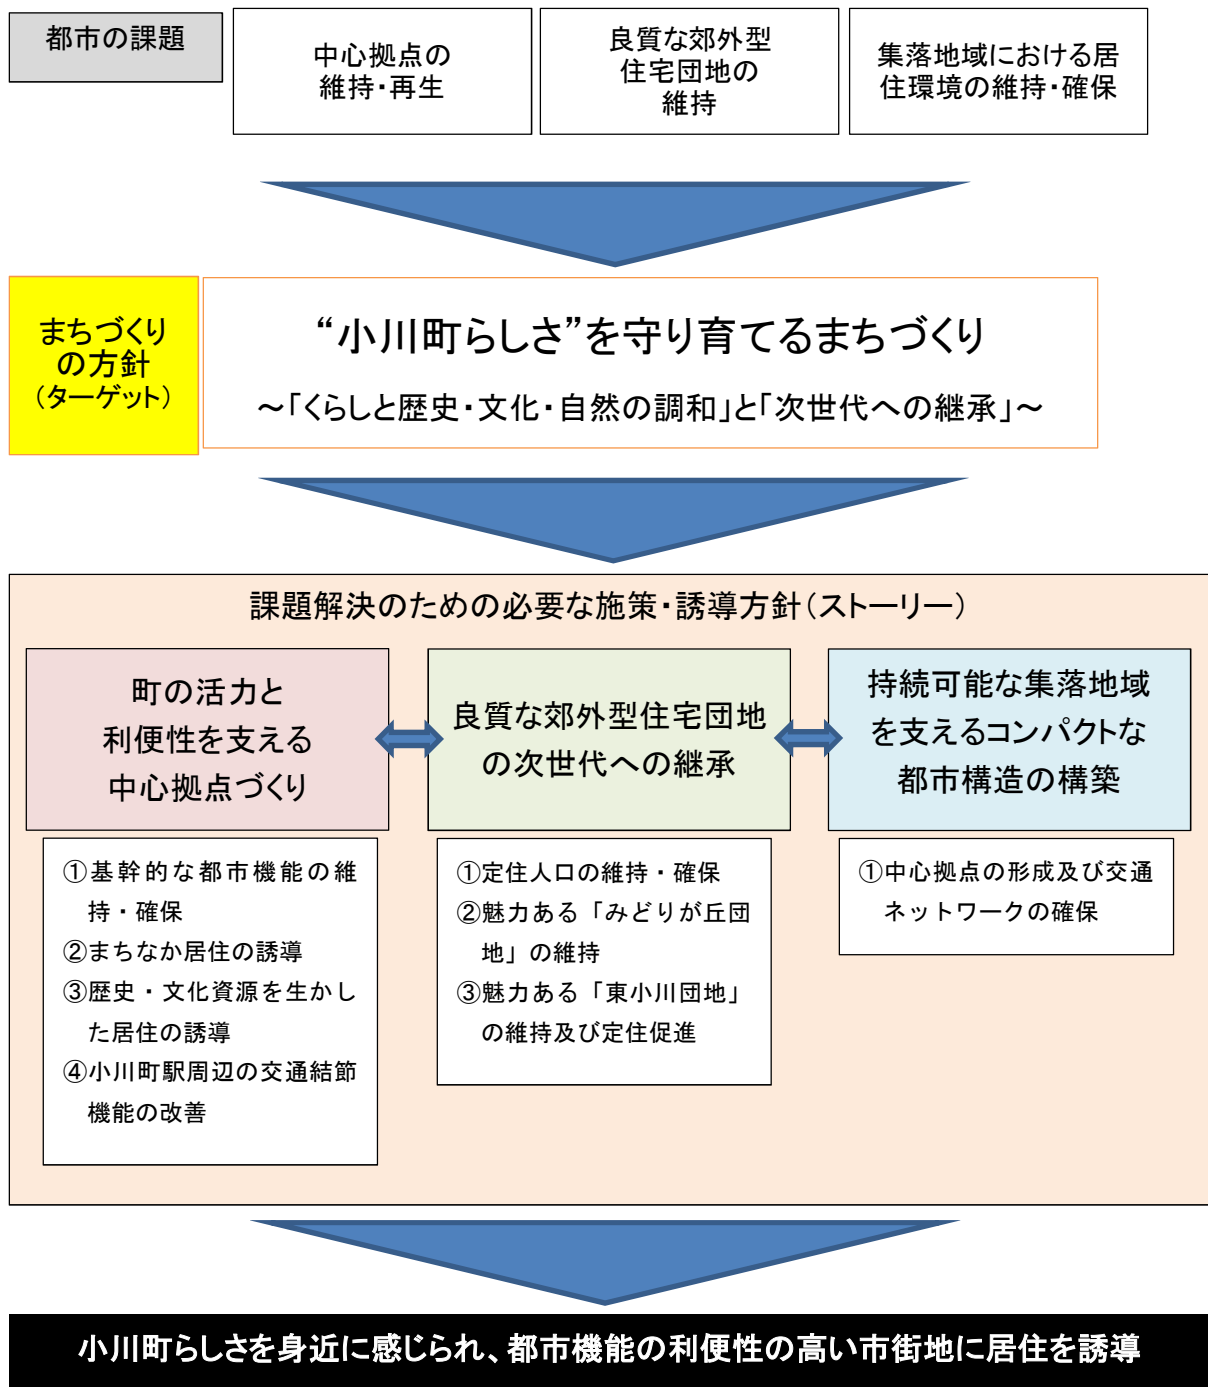 都市の課題
中心拠点の
維持・再生
良質な郊外型
住宅団地の
維持
集落地域における居
住環境の維持・確保
まちづくり
の方針
(ターゲット)
“小川町らしさ”を守り育てるまちづくり
～「くらしと歴史・文化・自然の調和」と「次世代への継承」～
課題解決のための必要な施策・誘導方針(ストーリー)
町の活力と
利便性を支える
中心拠点づくり
良質な郊外型住宅団地
の次世代への継承
持続可能な集落地域
を支えるコンパクトな
都市構造の構築
①基幹的な都市機能の維
持・確保
②まちなか居住の誘導
③歴史・文化資源を生かし
た居住の誘導
④小川町駅周辺の交通結節
機能の改善
①定住人口の維持・確保
②魅力ある「みどりが丘団
地」の維持
③魅力ある「東小川団地」
の維持及び定住促進
①中心拠点の形成及び交通
ネットワークの確保
小川町らしさを身近に感じられ、都市機能の利便性の高い市街地に居住を誘導